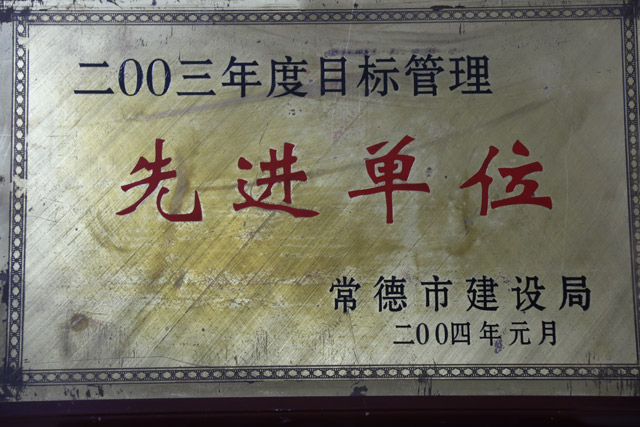 二00三年度目标管理
先进单位
常德市建设局
二00四年元月